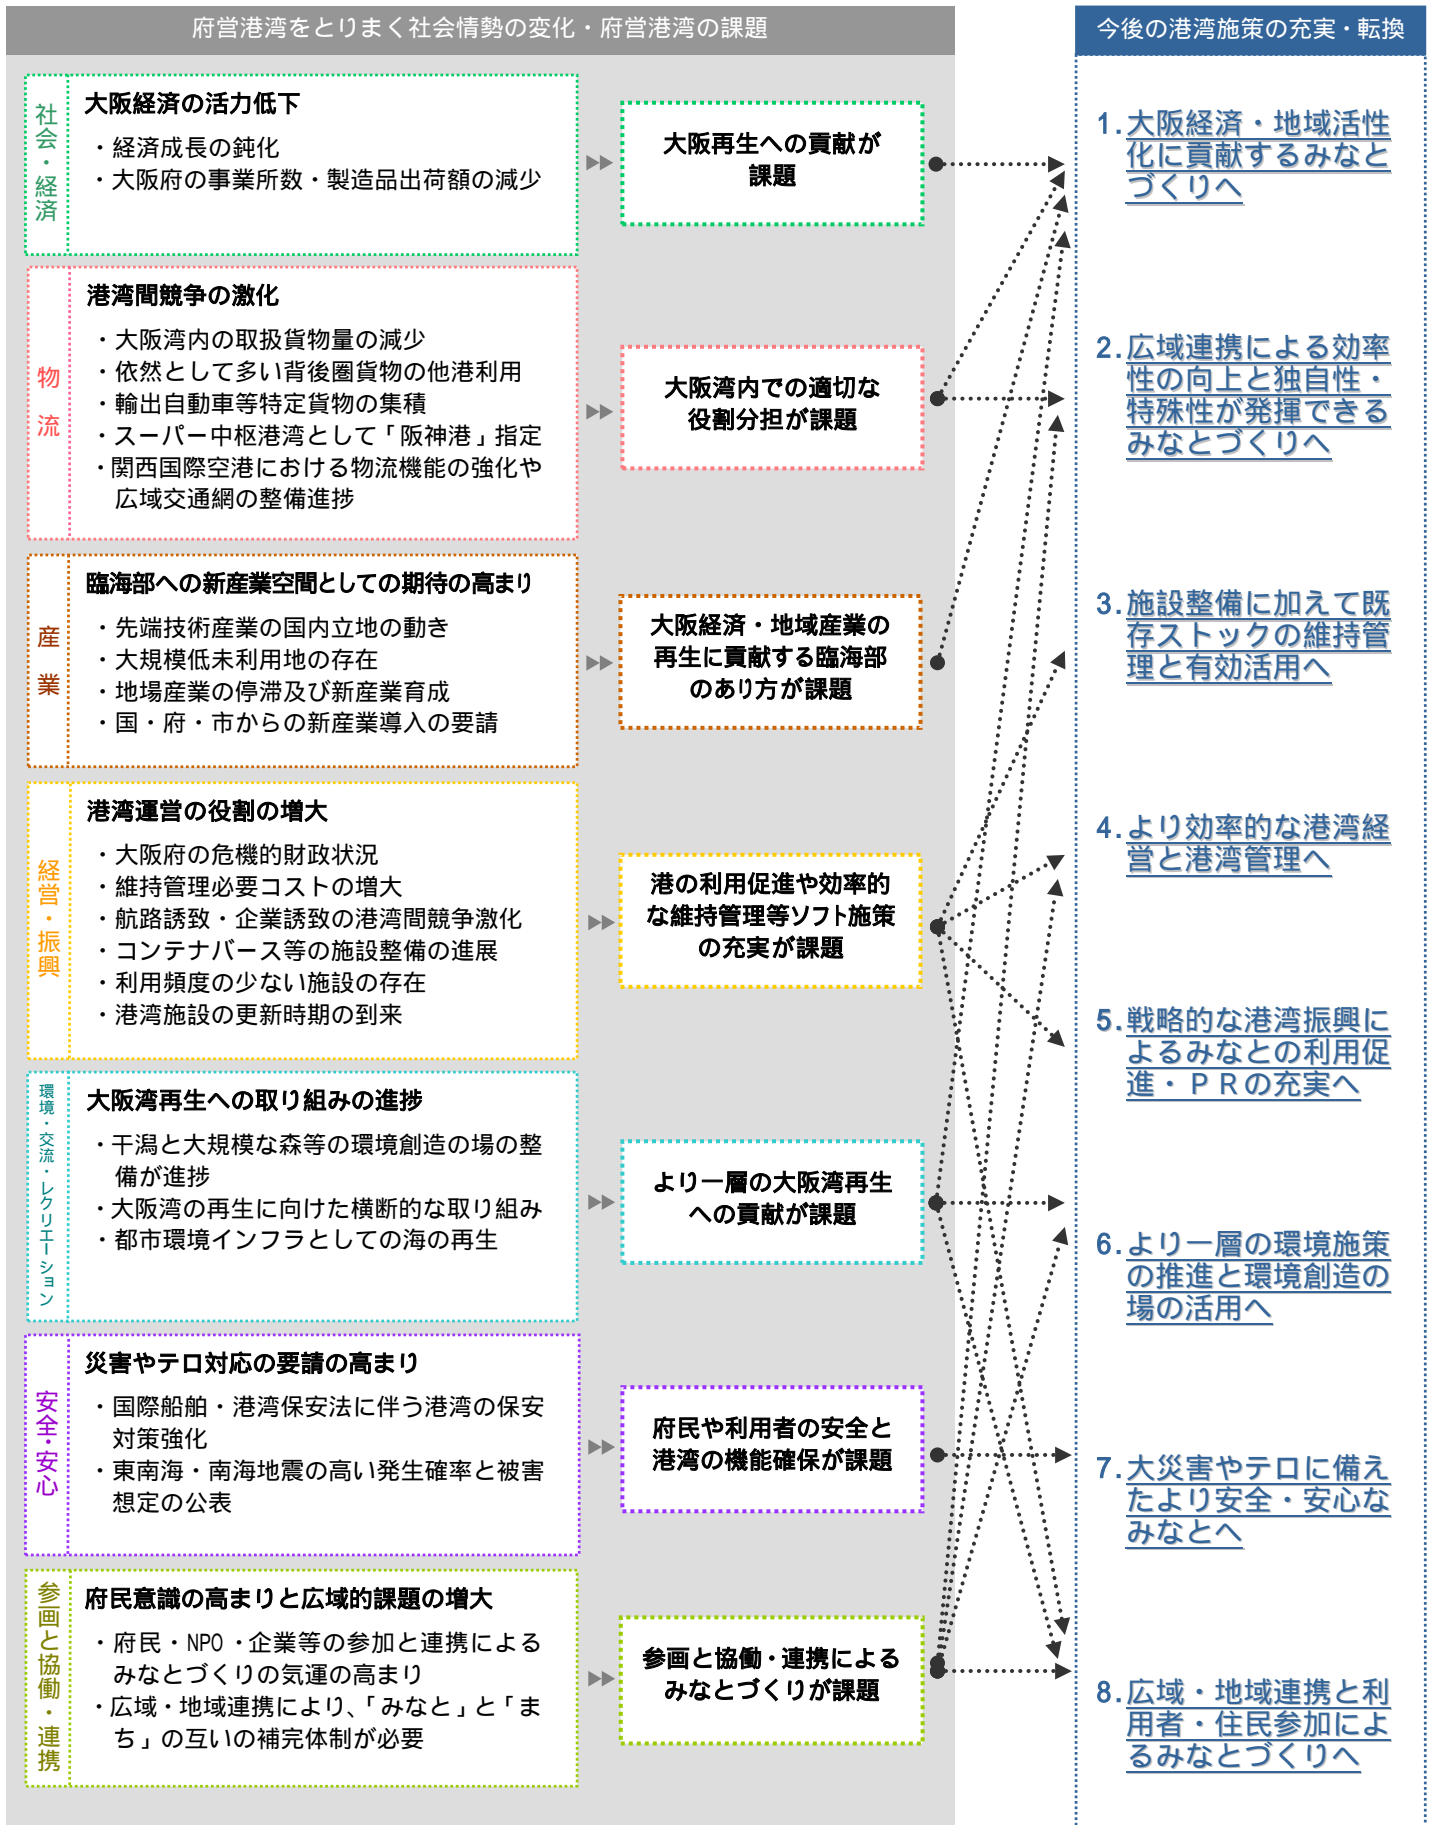 府営港湾をとりまく社会情勢の変化・府営港湾の課題
社会・経済
大阪経済の活力低下
・経済成長の鈍化
・大阪府の事業所数・製造品出荷額の減少
大阪再生への貢献が
課題
物流
港湾間競争の激化
・大阪湾内の取扱貨物量の減少
・依然として多い背後圏貨物の他港利用
・輸出自動車等特定貨物の集積
・スーパー中枢港湾として「阪神港」指定
・関西国際空港における物流機能の強化や
広域交通網の整備進捗
大阪湾内での適切な
役割分担が課題
産業
臨海部への新産業空間としての期待の高まり
・先端技術産業の国内立地の動き
・大規模低未利用地の存在
・地場産業の停滞及び新産業育成
・国・府・市からの新産業導入の要請
大阪経済・地域産業の
再生に貢献する臨海部
のあり方が課題
経営・振興
港湾運営の役割の増大
・大阪府の危機的財政状況
・維持管理必要コストの増大
・航路誘致・企業誘致の港湾間競争激化
・コンテナバース等の施設整備の進展
・利用頻度の少ない施設の存在
・港湾施設の更新時期の到来
港の利用促進や効率的
な維持管理等ソフト施策
の充実が課題
環境・交流・レクリエーション
大阪湾再生への取り組みの進捗
・干潟と大規模な森等の環境創造の場の整
備が進捗
・大阪湾の再生に向けた横断的な取り組み
・都市環境インフラとしての海の再生
より一層の大阪湾再生
への貢献が課題
安全・安心
災害やテロ対応の要請の高まり
・国際船舶・港湾保安法に伴う港湾の保安
対策強化
・東南海・南海地震の高い発生確率と被害
想定の公表
府民や利用者の安全と
港湾の機能確保が課題
参画と協働・連携
府民意識の高まりと広域的課題の増大
・府民・NPO・企業等の参加と連携による
みなとづくりの気運の高まり
・広域・地域連携により、「みなと」と「ま
ち」の互いの補完体制が必要
参画と協働・連携による
みなとづくりが課題
今後の港湾施策の充実・転換
1.大阪経済・地域活性
化に貢献するみなと
づくりへ
2.広域連携による効率
性の向上と独自性・
特殊性が発揮できる
みなとづくりへ
3.施設整備に加えて既
存ストックの維持管
理と有効活用へ
4.より効率的な港湾経
営と港湾管理へ
5.戦略的な港湾振興に
よるみなとの利用促
進・ＰＲの充実へ
6.より一層の環境施策
の推進と環境創造の
場の活用へ
7.大災害やテロに備え
たより安全・安心な
みなとへ
8.広域・地域連携と利
用者・住民参加によ
るみなとづくりへ